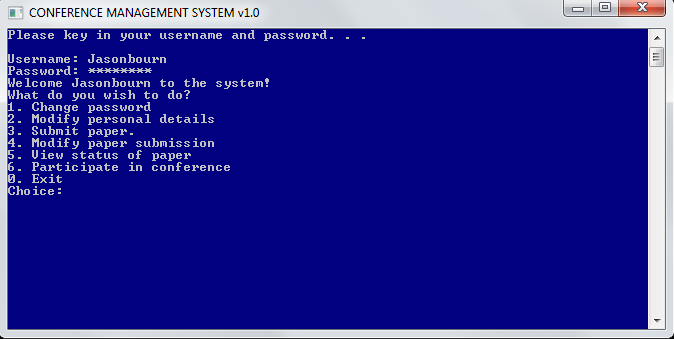 CONFERENCE MANAGEMENT SYSTEM v1.0
Please key in your username and password. . .
Username: Jasonbourn
Password: ********
Welcome Jasonbourn to the system!
What do you wish to do?
1. Change password
2. Modify personal details
3. Submit paper.
4. Modify paper submission
5. View status of paper
6. Participate in conference
0. Exit
Choice: